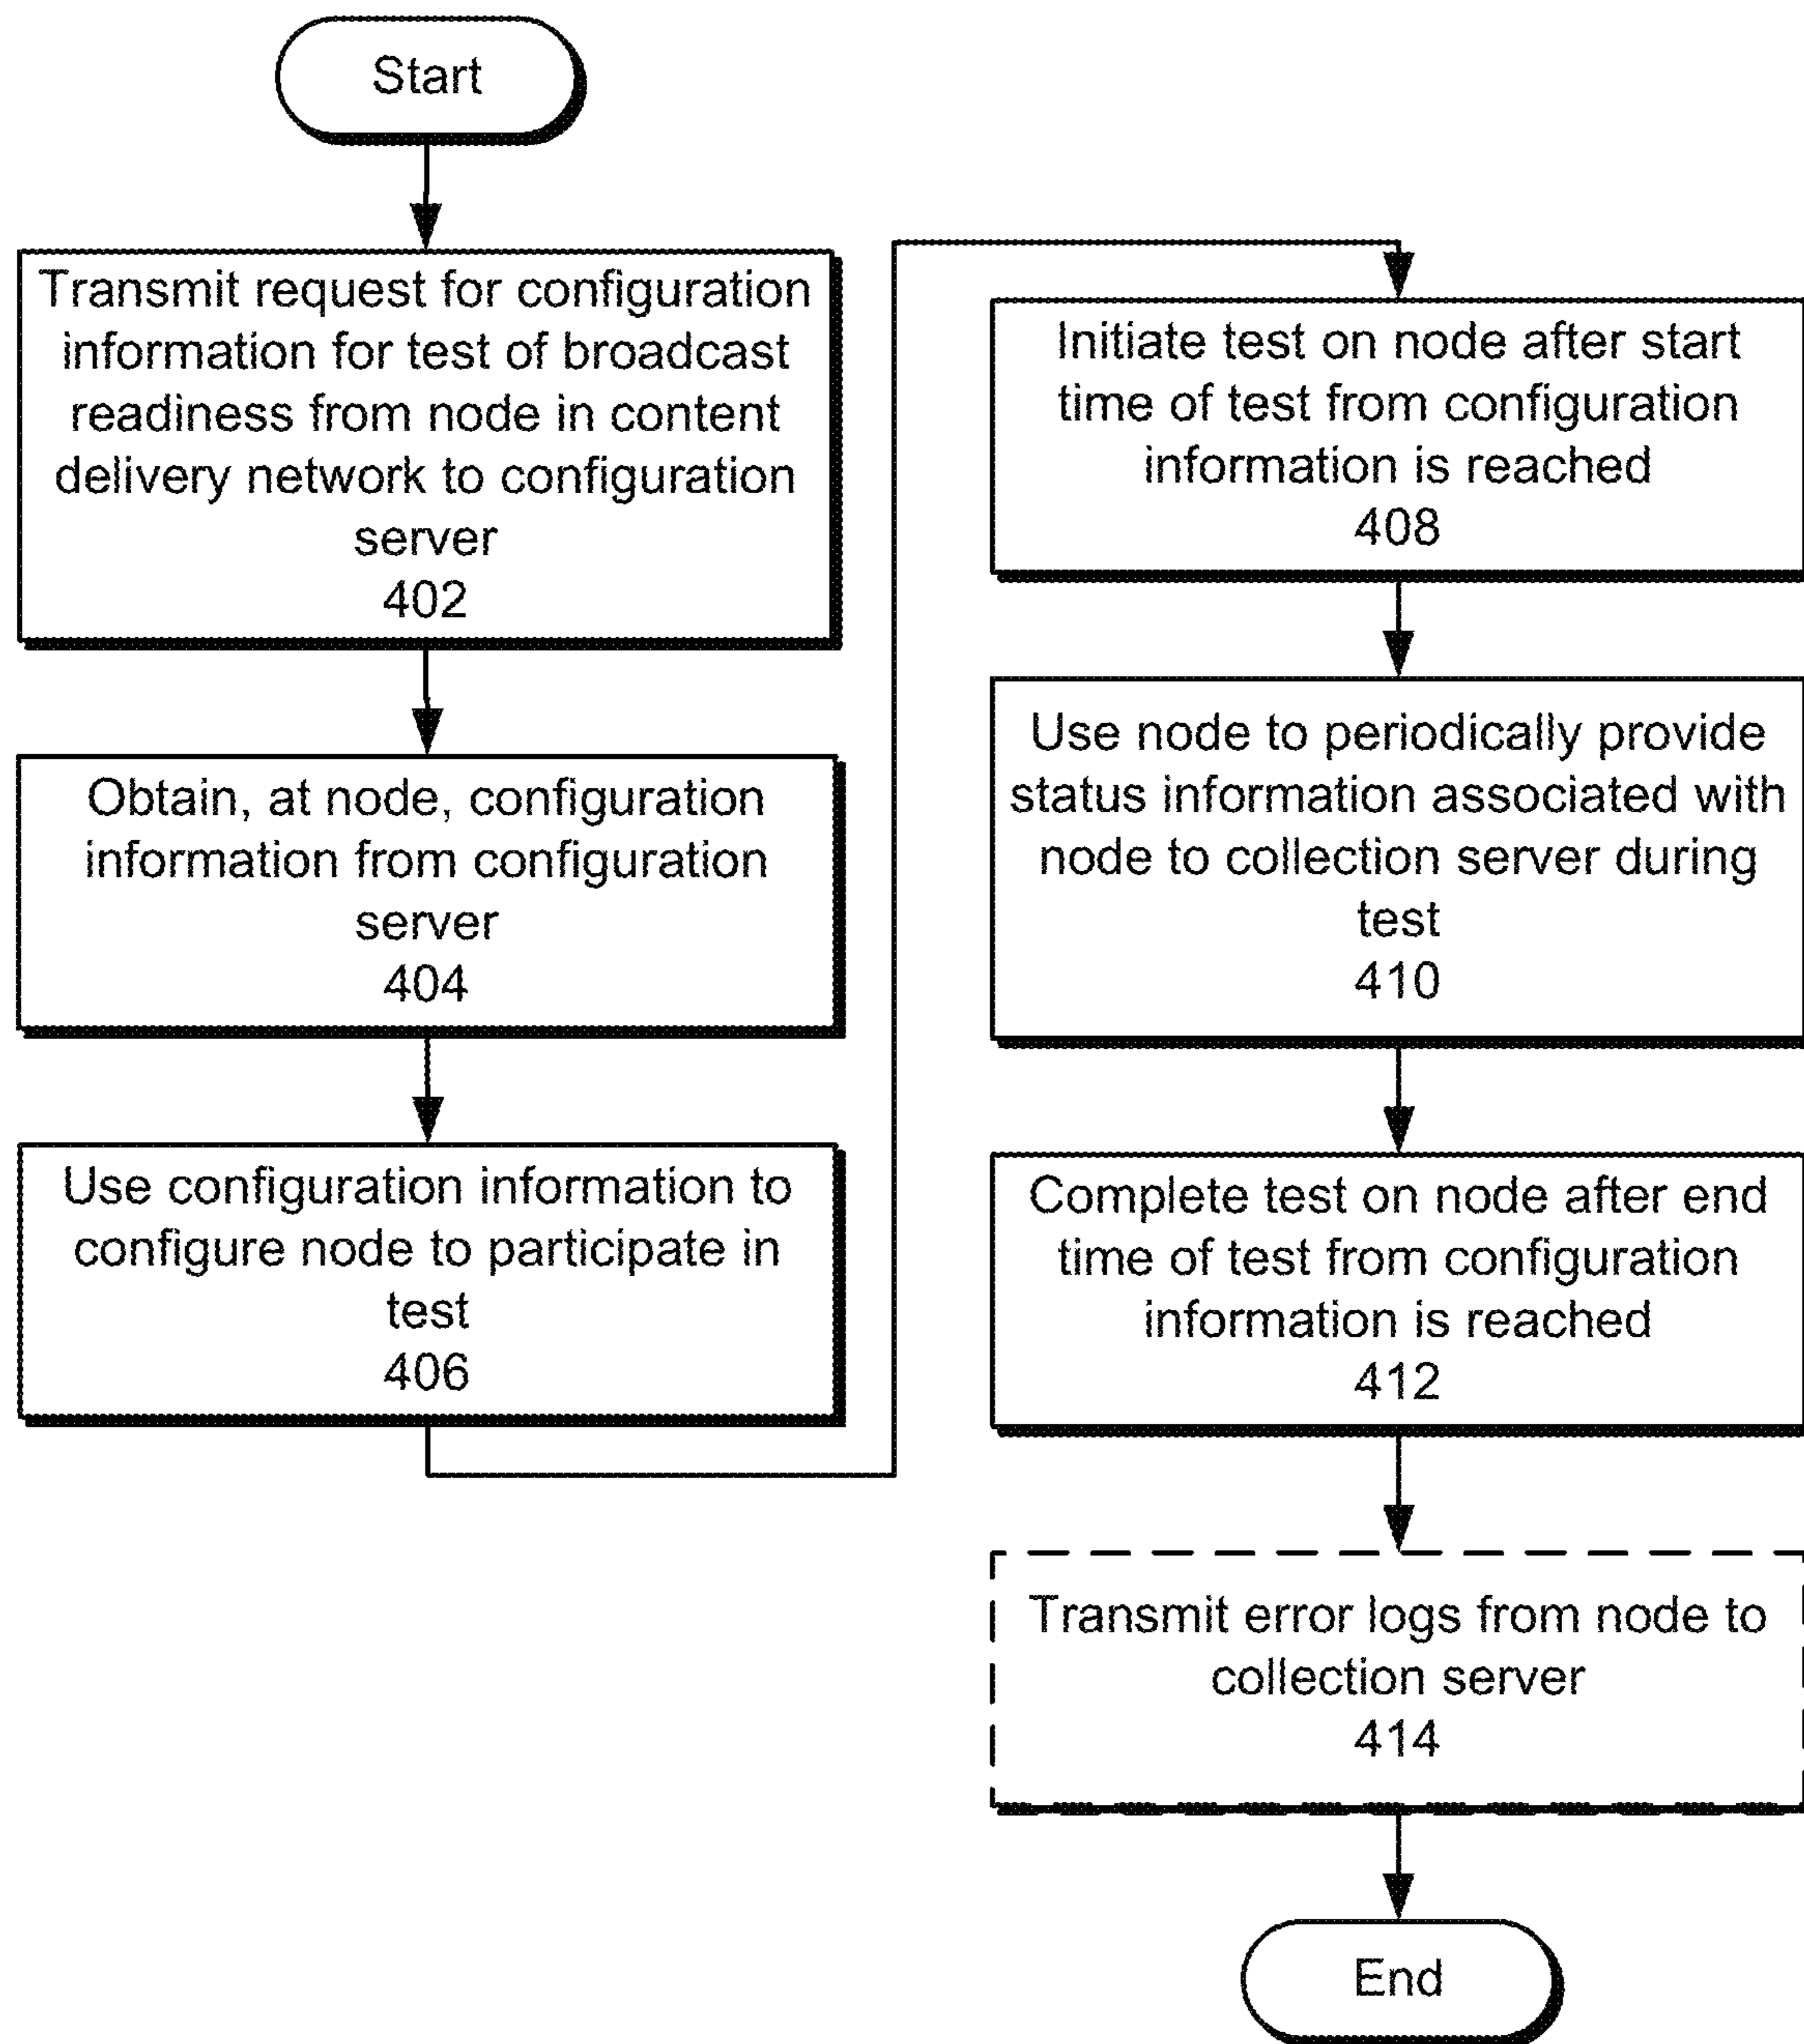 Start
Transmit request for configuration
information for test of broadcast
readiness from node in content
delivery network to configuration
server
402
Obtain, at node, configuration
information from configuration
server
404
Use configuration information to
configure node to participate in
test
406
Initiate test on node after start
time of test from configuration
information is reached
408
Use node to periodically provide
status information associated with
node to collection server during
test
410
Complete test on node after end
time of test from configuration
information is reached
412
Transmit error logs from node to
collection server
414
End